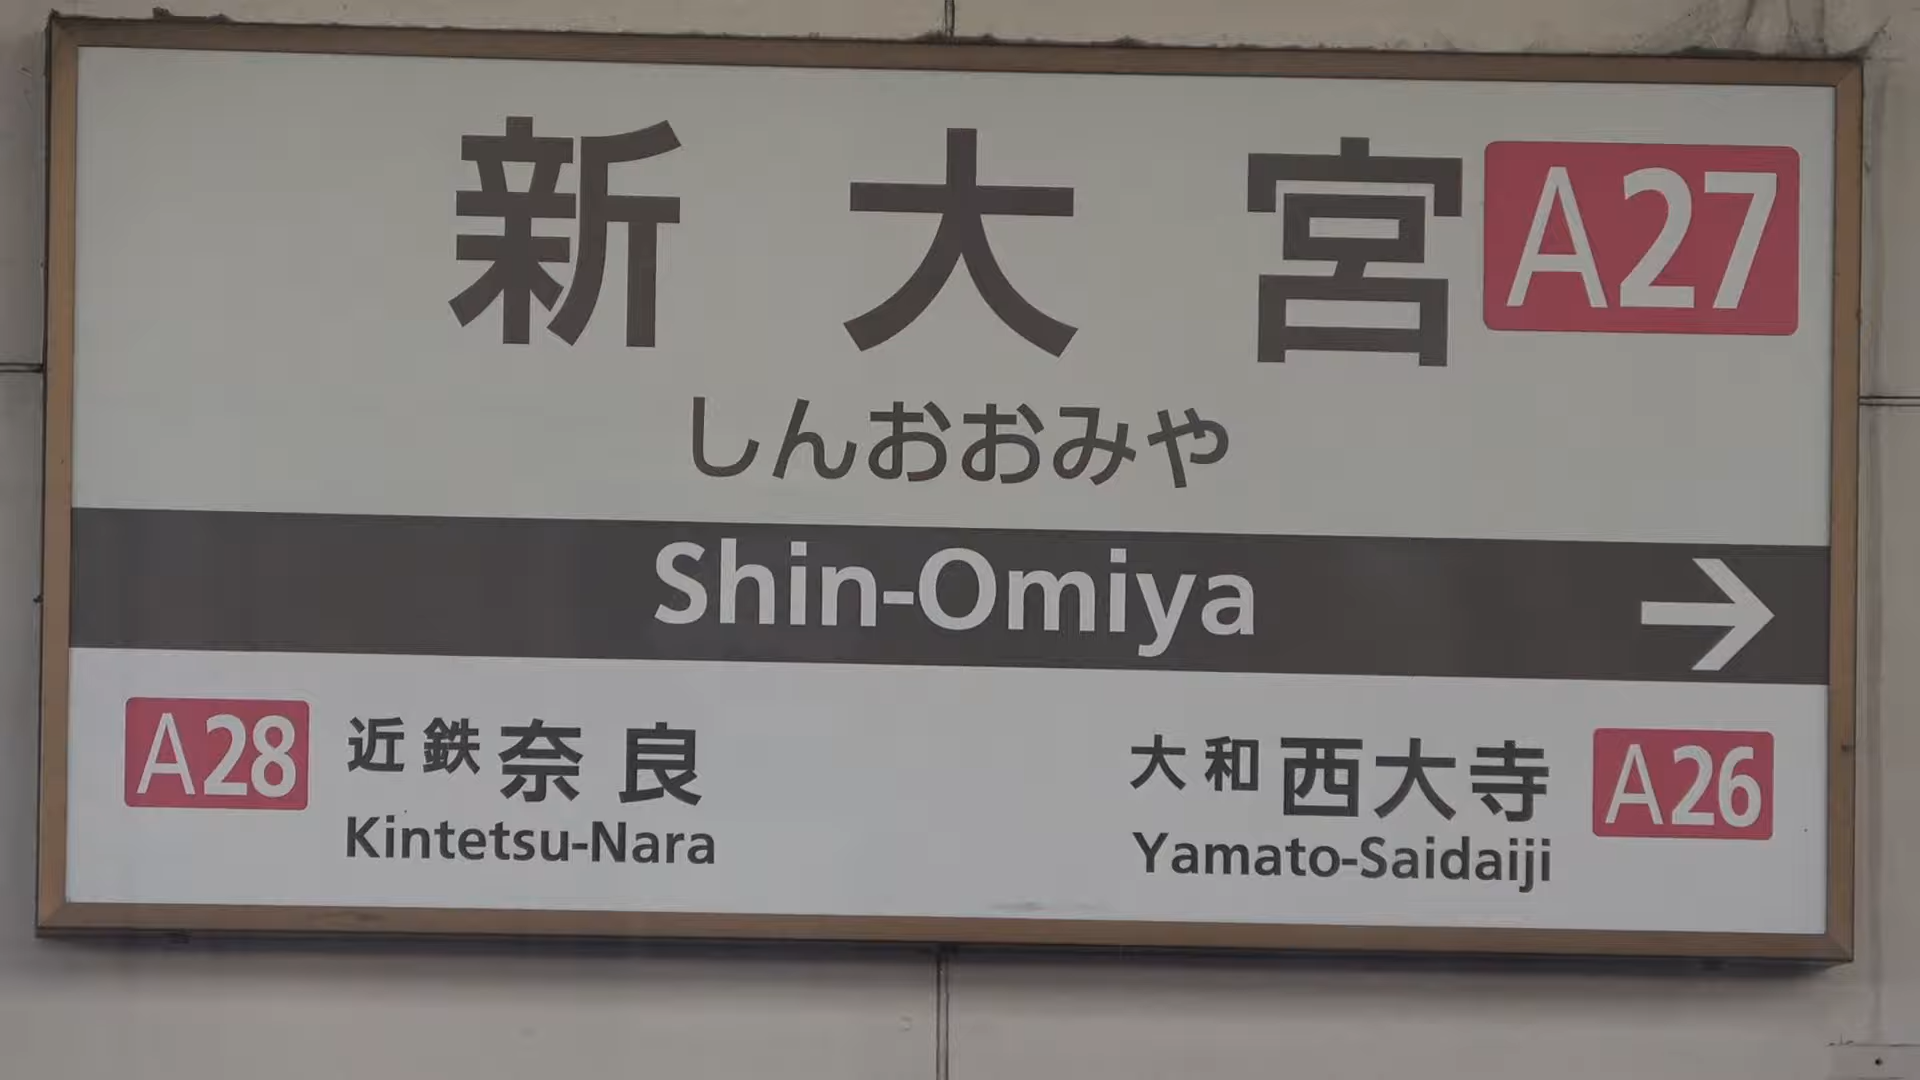 新大宮 A27
しんおおみや
Shin-Omiya →
A28 近鉄奈良 大和西大寺 A26
Kintetsu-Nara Yamato-Saidaiji